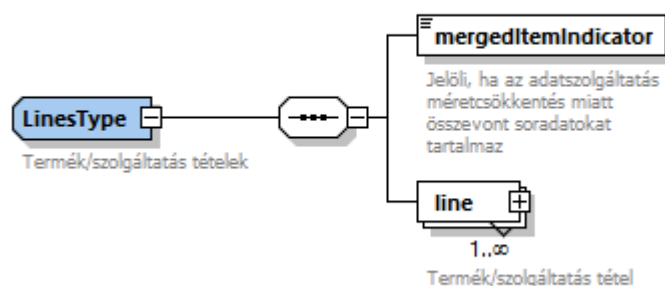 mergedItemIndicator
Jelöli, ha az adatszolgáltatás
méretcsökkentés miatt
összevont soradatokat
tartalmaz
LinesType
Termék/szolgáltatás tételek
line
1..∞
Termék/szolgáltatás tétel